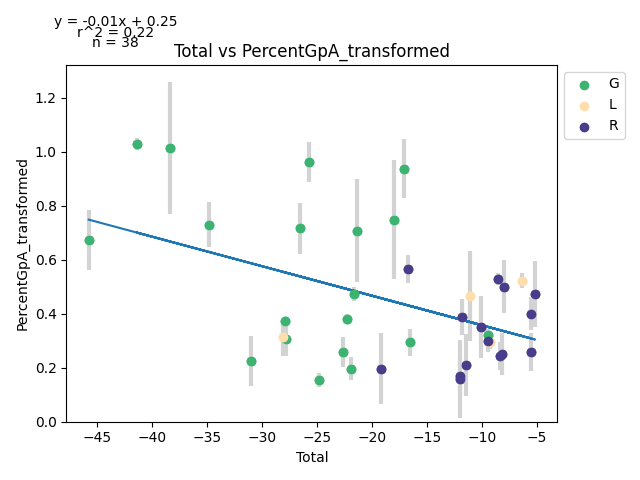 y = -0.01x + 0.25
r^2 = 0.22
n = 38
Total vs PercentGpA_transformed
G
L
R
PercentGpA_transformed
1.2
1.0
0.8
0.6
0.4
0.2
0.0
−45 −40 −35 −30 −25 −20 −15 −10 −5
Total